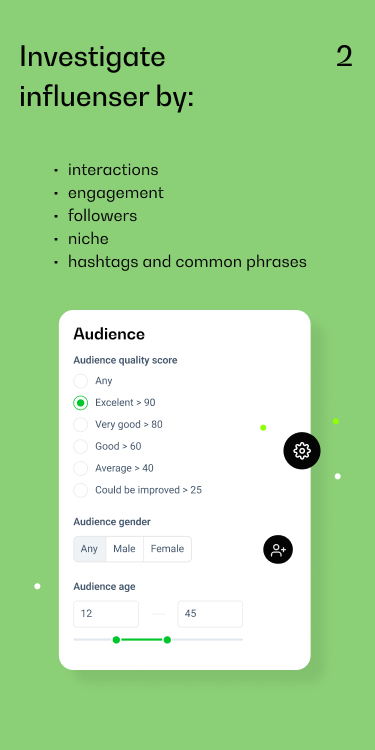 Investigate
2
influenser by:
• interactions
• engagement
• followers
• niche
• hashtags and common phrases
Audience
Audience quality score
Any
Excelent > 90
Very good > 80
Good > 60
Average > 40
Could be improved > 25
Audience gender
Any Male Female
Audience age
12 45